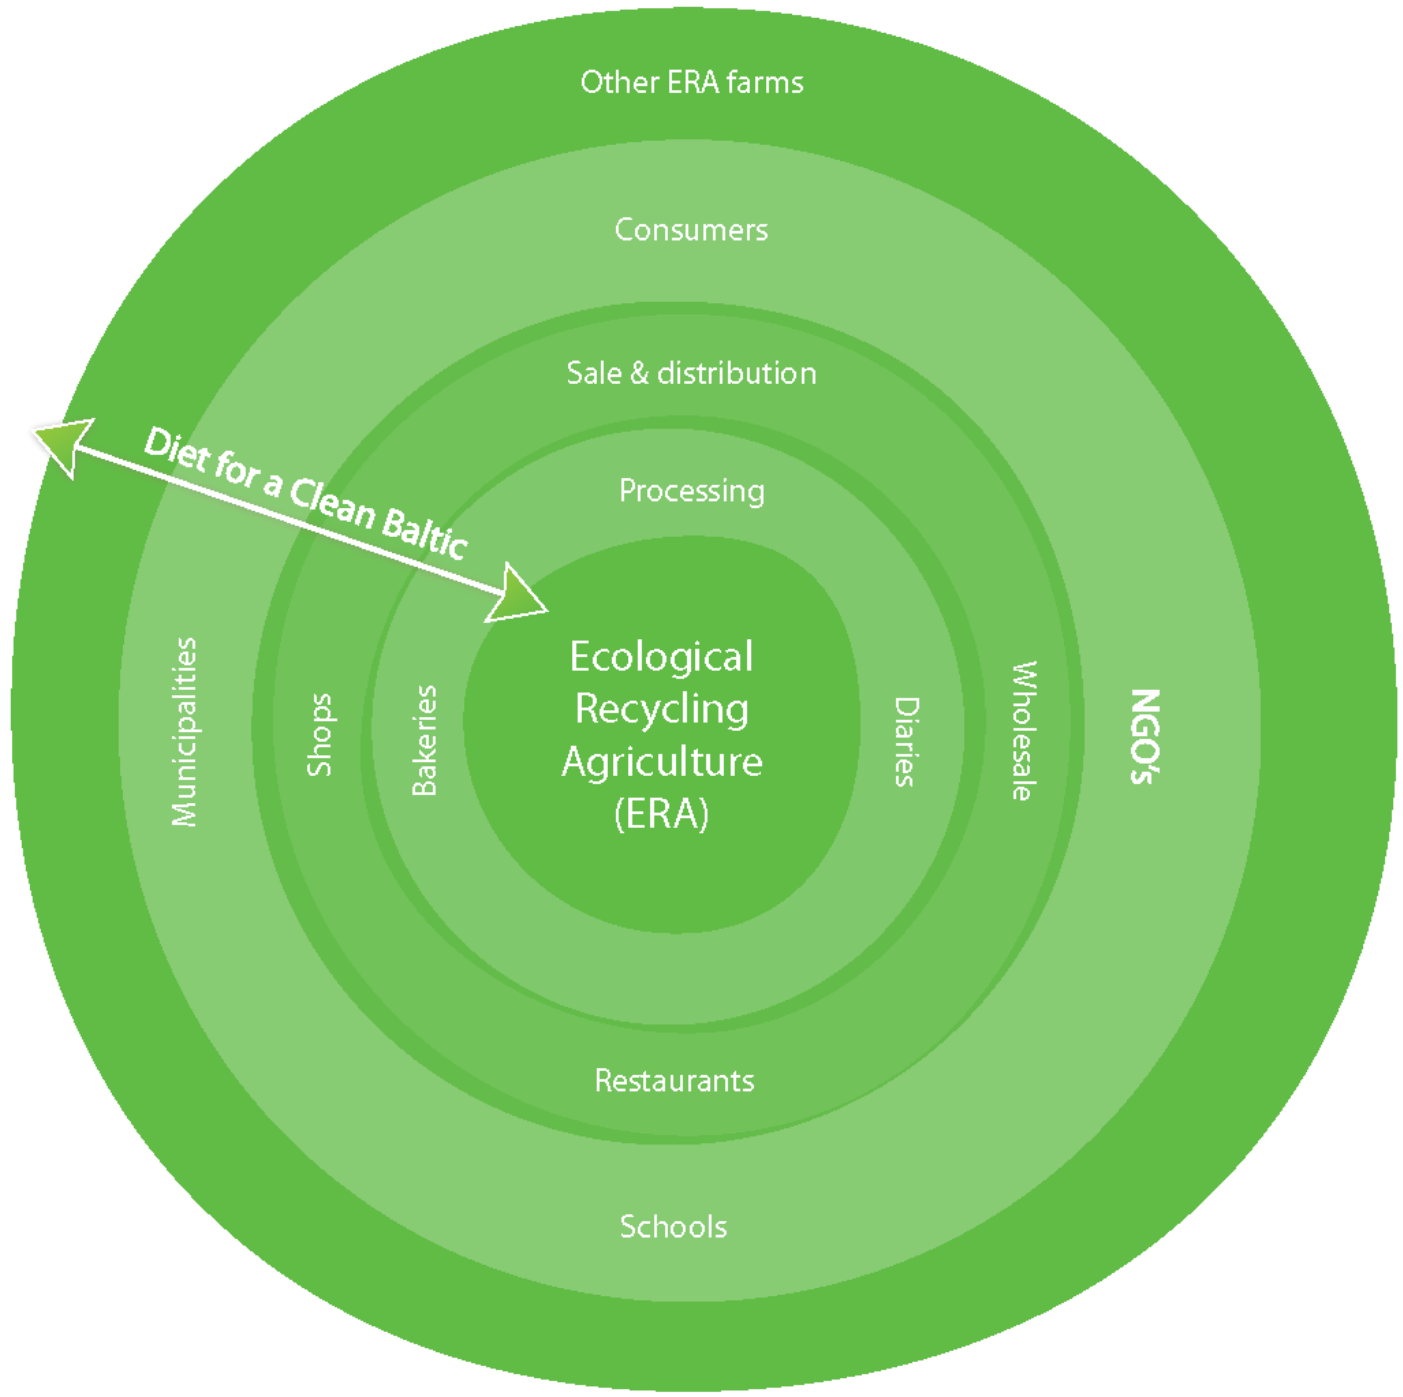 Other ERA farms
Consumers
Sale & distribution
Diet for a Clean Baltic
Processing
Municipalities
Shops
Bakeries
Ecological
Recycling
Agriculture
(ERA)
Diaries
Wholesale
NGO's
Restaurants
Schools